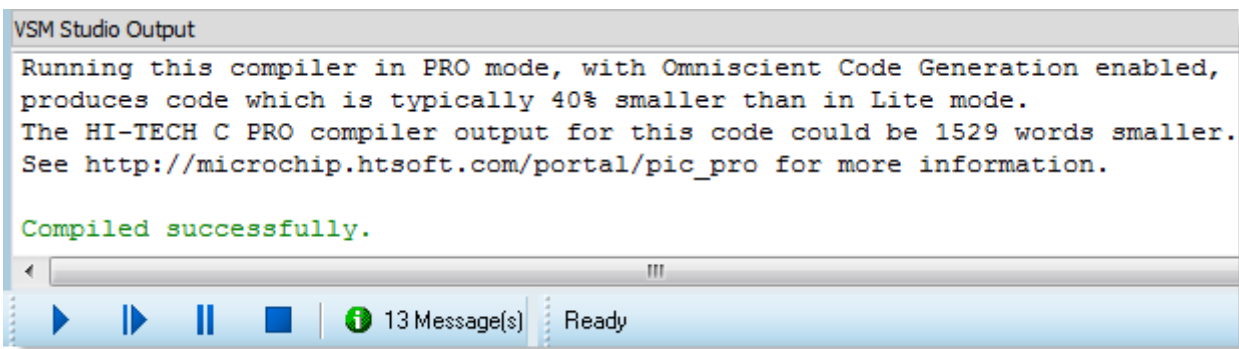 VSM Studio Output
Running this compiler in PRO mode, with Omniscient Code Generation enabled,
produces code which is typically 40% smaller than in Lite mode.
The HI-TECH C PRO compiler output for this code could be 1529 words smaller.
See http://microchip.htsoft.com/portal/pic_pro for more information.
Compiled successfully.
13 Message(s) Ready